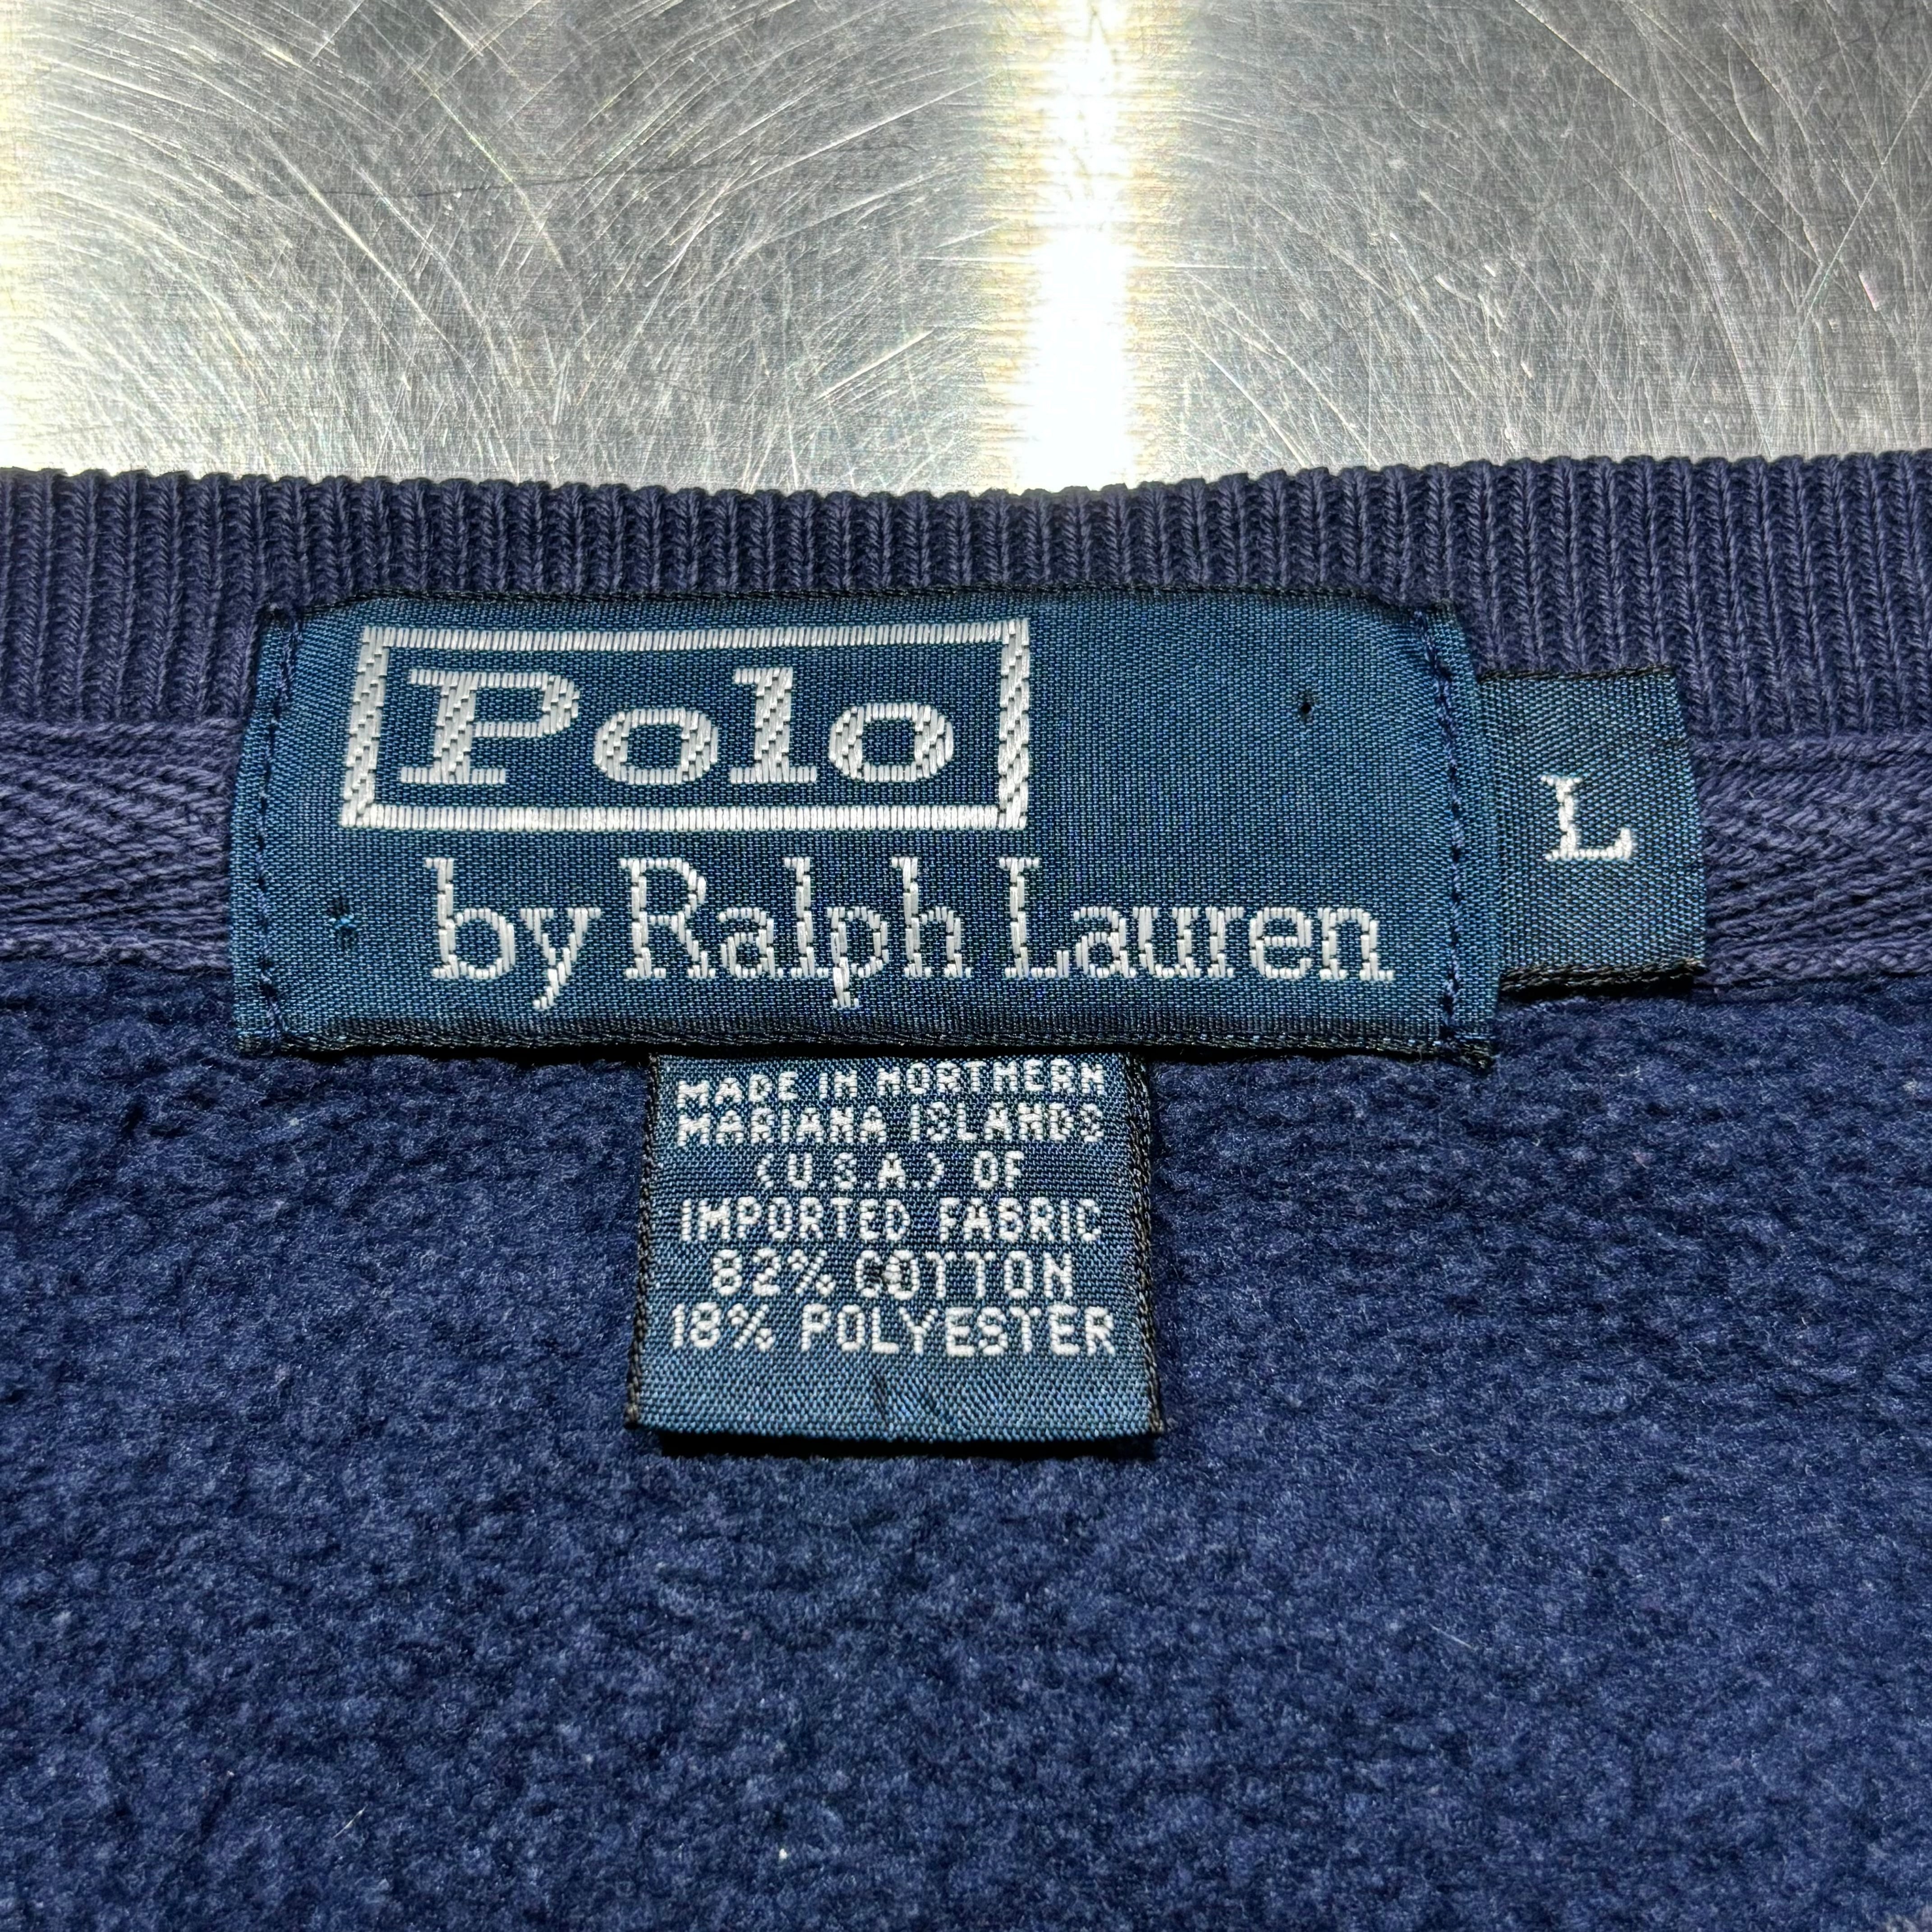 Polo
by Ralph Lauren
L
MADE IN NORTHERN
MARIANA ISLANDS
(U.S.A.) OF
IMPORTED FABRIC
82% COTTON
18% POLYESTER